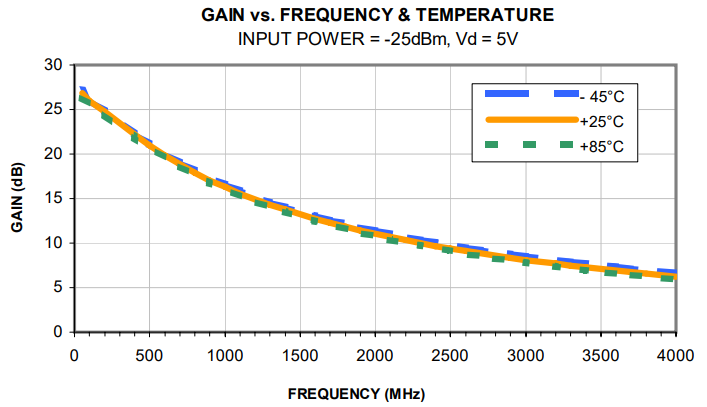 GAIN vs. FREQUENCY & TEMPERATURE
INPUT POWER = -25dBm, Vd = 5V
30
25
20
15
10
5
0
GAIN (dB)
- 45°C
+25°C
+85°C
0 500 1000 1500 2000 2500 3000 3500 4000
FREQUENCY (MHz)